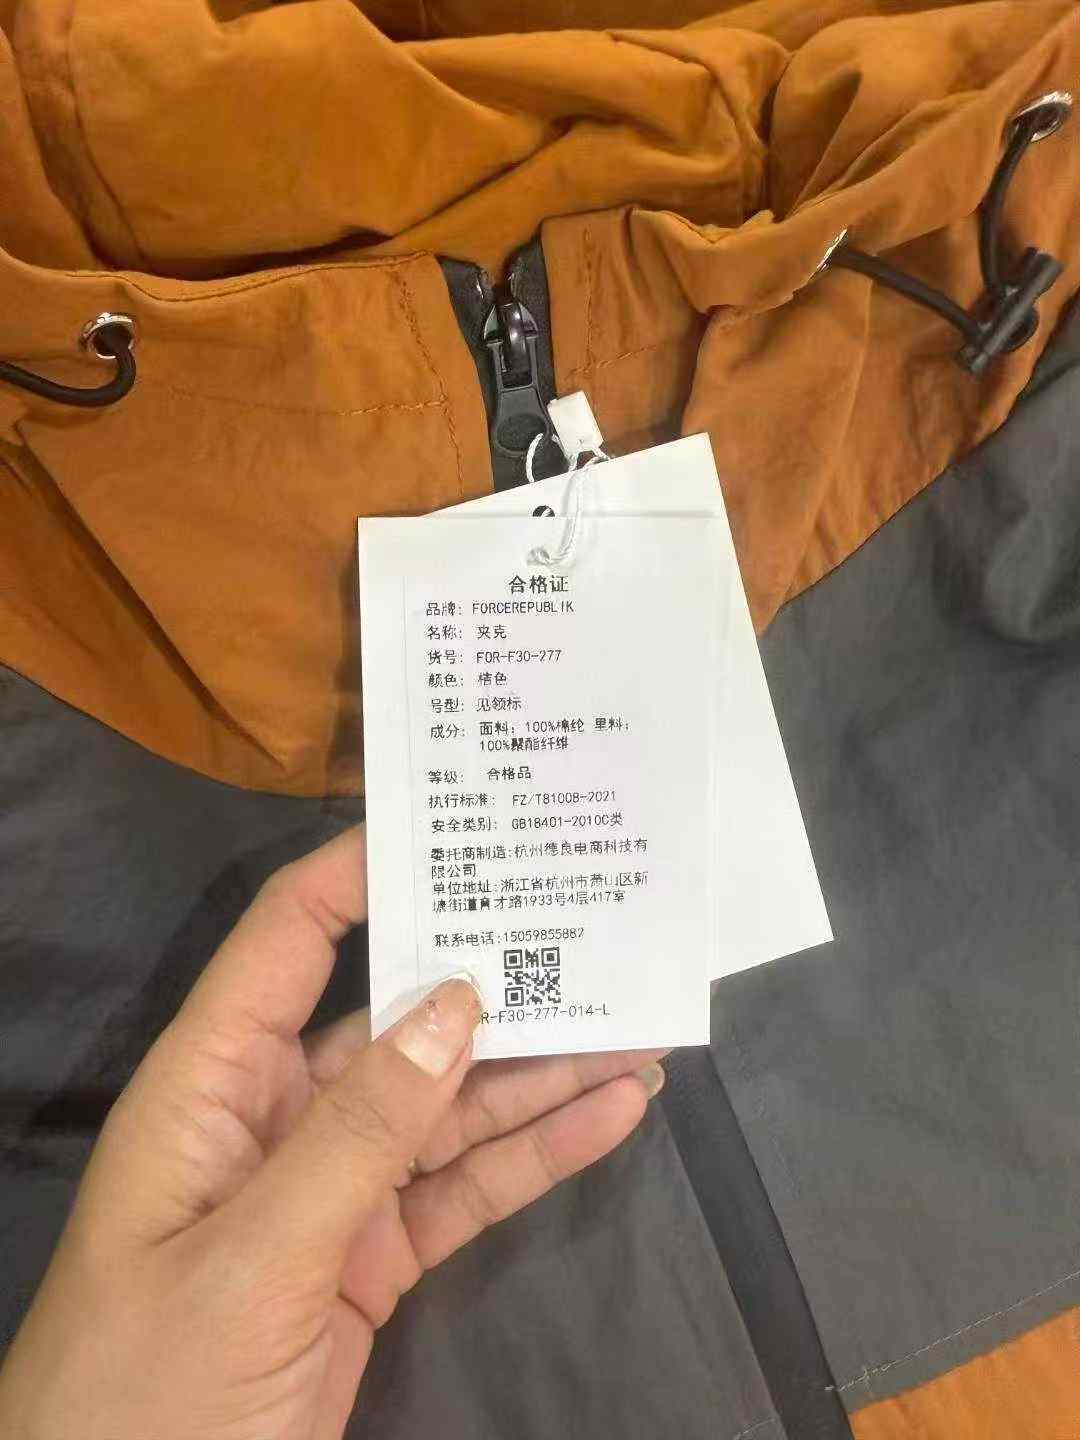 合格证
品牌: FORCEREPUBLIK
名称: 夹克
货号: FOR-F30-277
颜色: 桔色
号型: 见领标
成分: 面料: 100%棉纶 里料:
100%聚酯纤维
等级: 合格品
执行标准: FZ/T81008-2021
安全类别: GB18401-2010C类
委托商制造:杭州德良电商科技有
限公司
单位地址:浙江省杭州市萧山区新
塘街道育才路1933号4层417室
联系电话:15059855882
R-F30-277-014-L